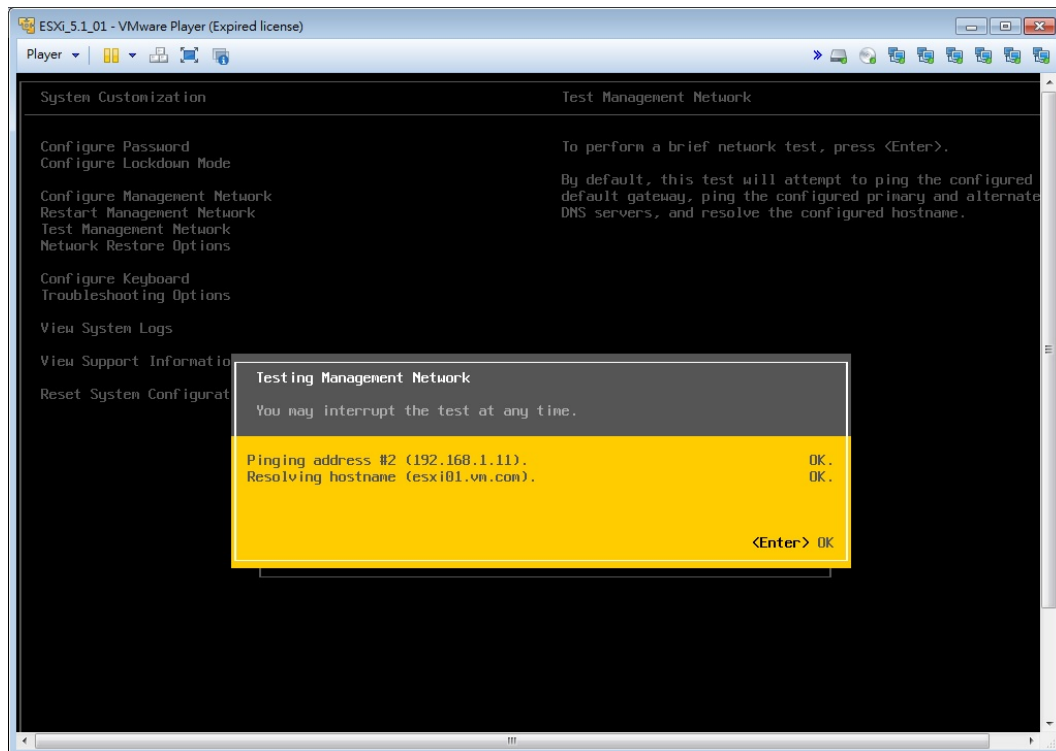 ESXi_5.1_01 - VMware Player (Expired license)
Player
System Customization
Test Management Network
Configure Password
Configure Lockdown Mode
Configure Management Network
Restart Management Network
Test Management Network
Network Restore Options
Configure Keyboard
Troubleshooting Options
View System Logs
View Support Informatio
Reset System Configurat
To perform a brief network test, press <Enter>.
By default, this test will attempt to ping the configured
default gateway, ping the configured primary and alternate
DNS servers, and resolve the configured hostname.
Testing Management Network
You may interrupt the test at any time.
Pinging address #2 (192.168.1.11). OK.
Resolving hostname (esxi01.vm.com). OK.
<Enter> OK